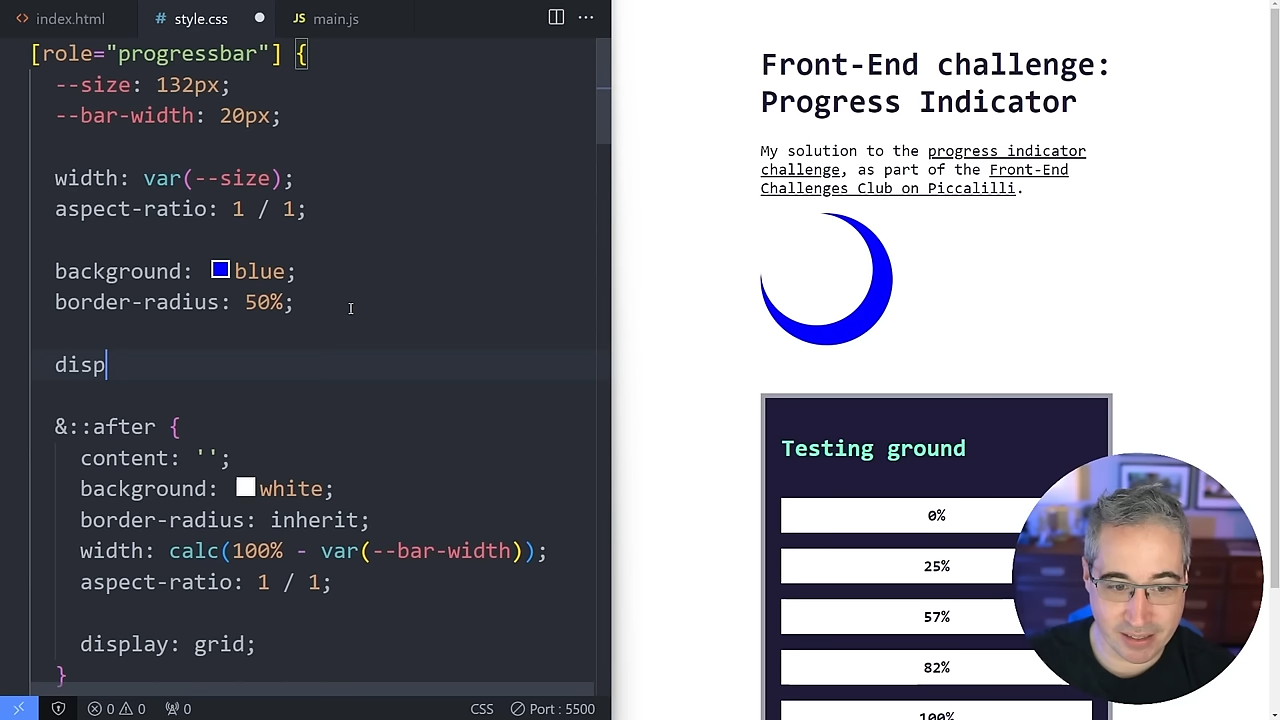 index.html
style.css
main.js
[role="progressbar"] {
--size: 132px;
--bar-width: 20px;
width: var(--size);
aspect-ratio: 1 / 1;
background: blue;
border-radius: 50%;
disp
&::after {
content: '';
background: white;
border-radius: inherit;
width: calc(100% - var(--bar-width));
aspect-ratio: 1 / 1;
display: grid;
}
0 0 0
CSS
Port : 5500
Front-End challenge:
Progress Indicator
My solution to the progress indicator
challenge, as part of the Front-End
Challenges Club on Piccalilli.
Testing ground
0%
25%
57%
82%
100%